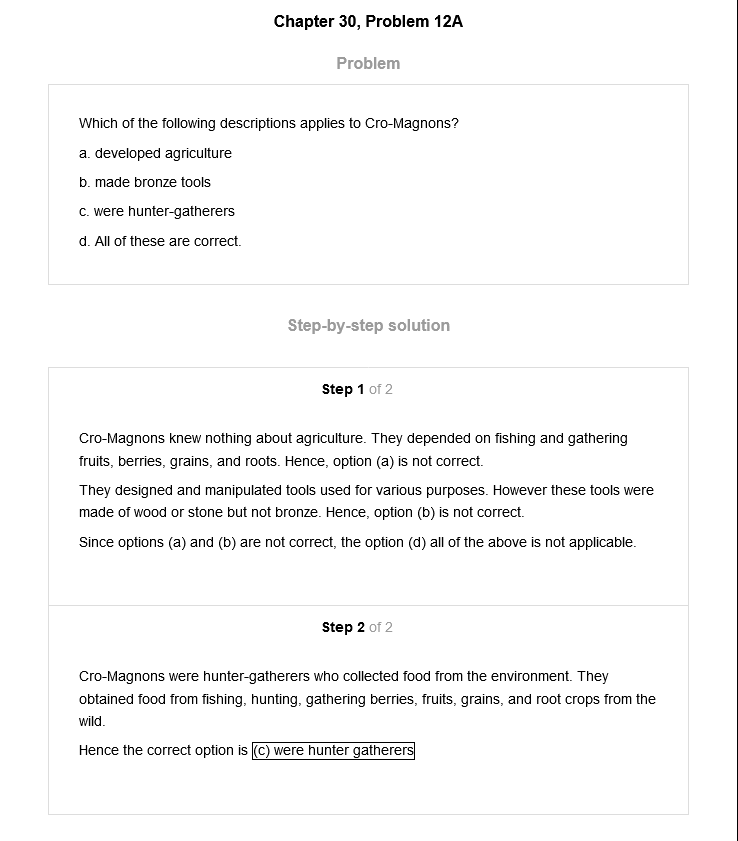 Chapter 30, Problem 12A
Problem
Which of the following descriptions applies to Cro-Magnons?
a. developed agriculture
b. made bronze tools
c. were hunter-gatherers
d. All of these are correct.
Step-by-step solution
Step 1 of 2
Cro-Magnons knew nothing about agriculture. They depended on fishing and gathering
fruits, berries, grains, and roots. Hence, option (a) is not correct.
They designed and manipulated tools used for various purposes. However these tools were
made of wood or stone but not bronze. Hence, option (b) is not correct.
Since options (a) and (b) are not correct, the option (d) all of the above is not applicable.
Step 2 of 2
Cro-Magnons were hunter-gatherers who collected food from the environment. They
obtained food from fishing, hunting, gathering berries, fruits, grains, and root crops from the
wild.
Hence the correct option is (c) were hunter gatherers